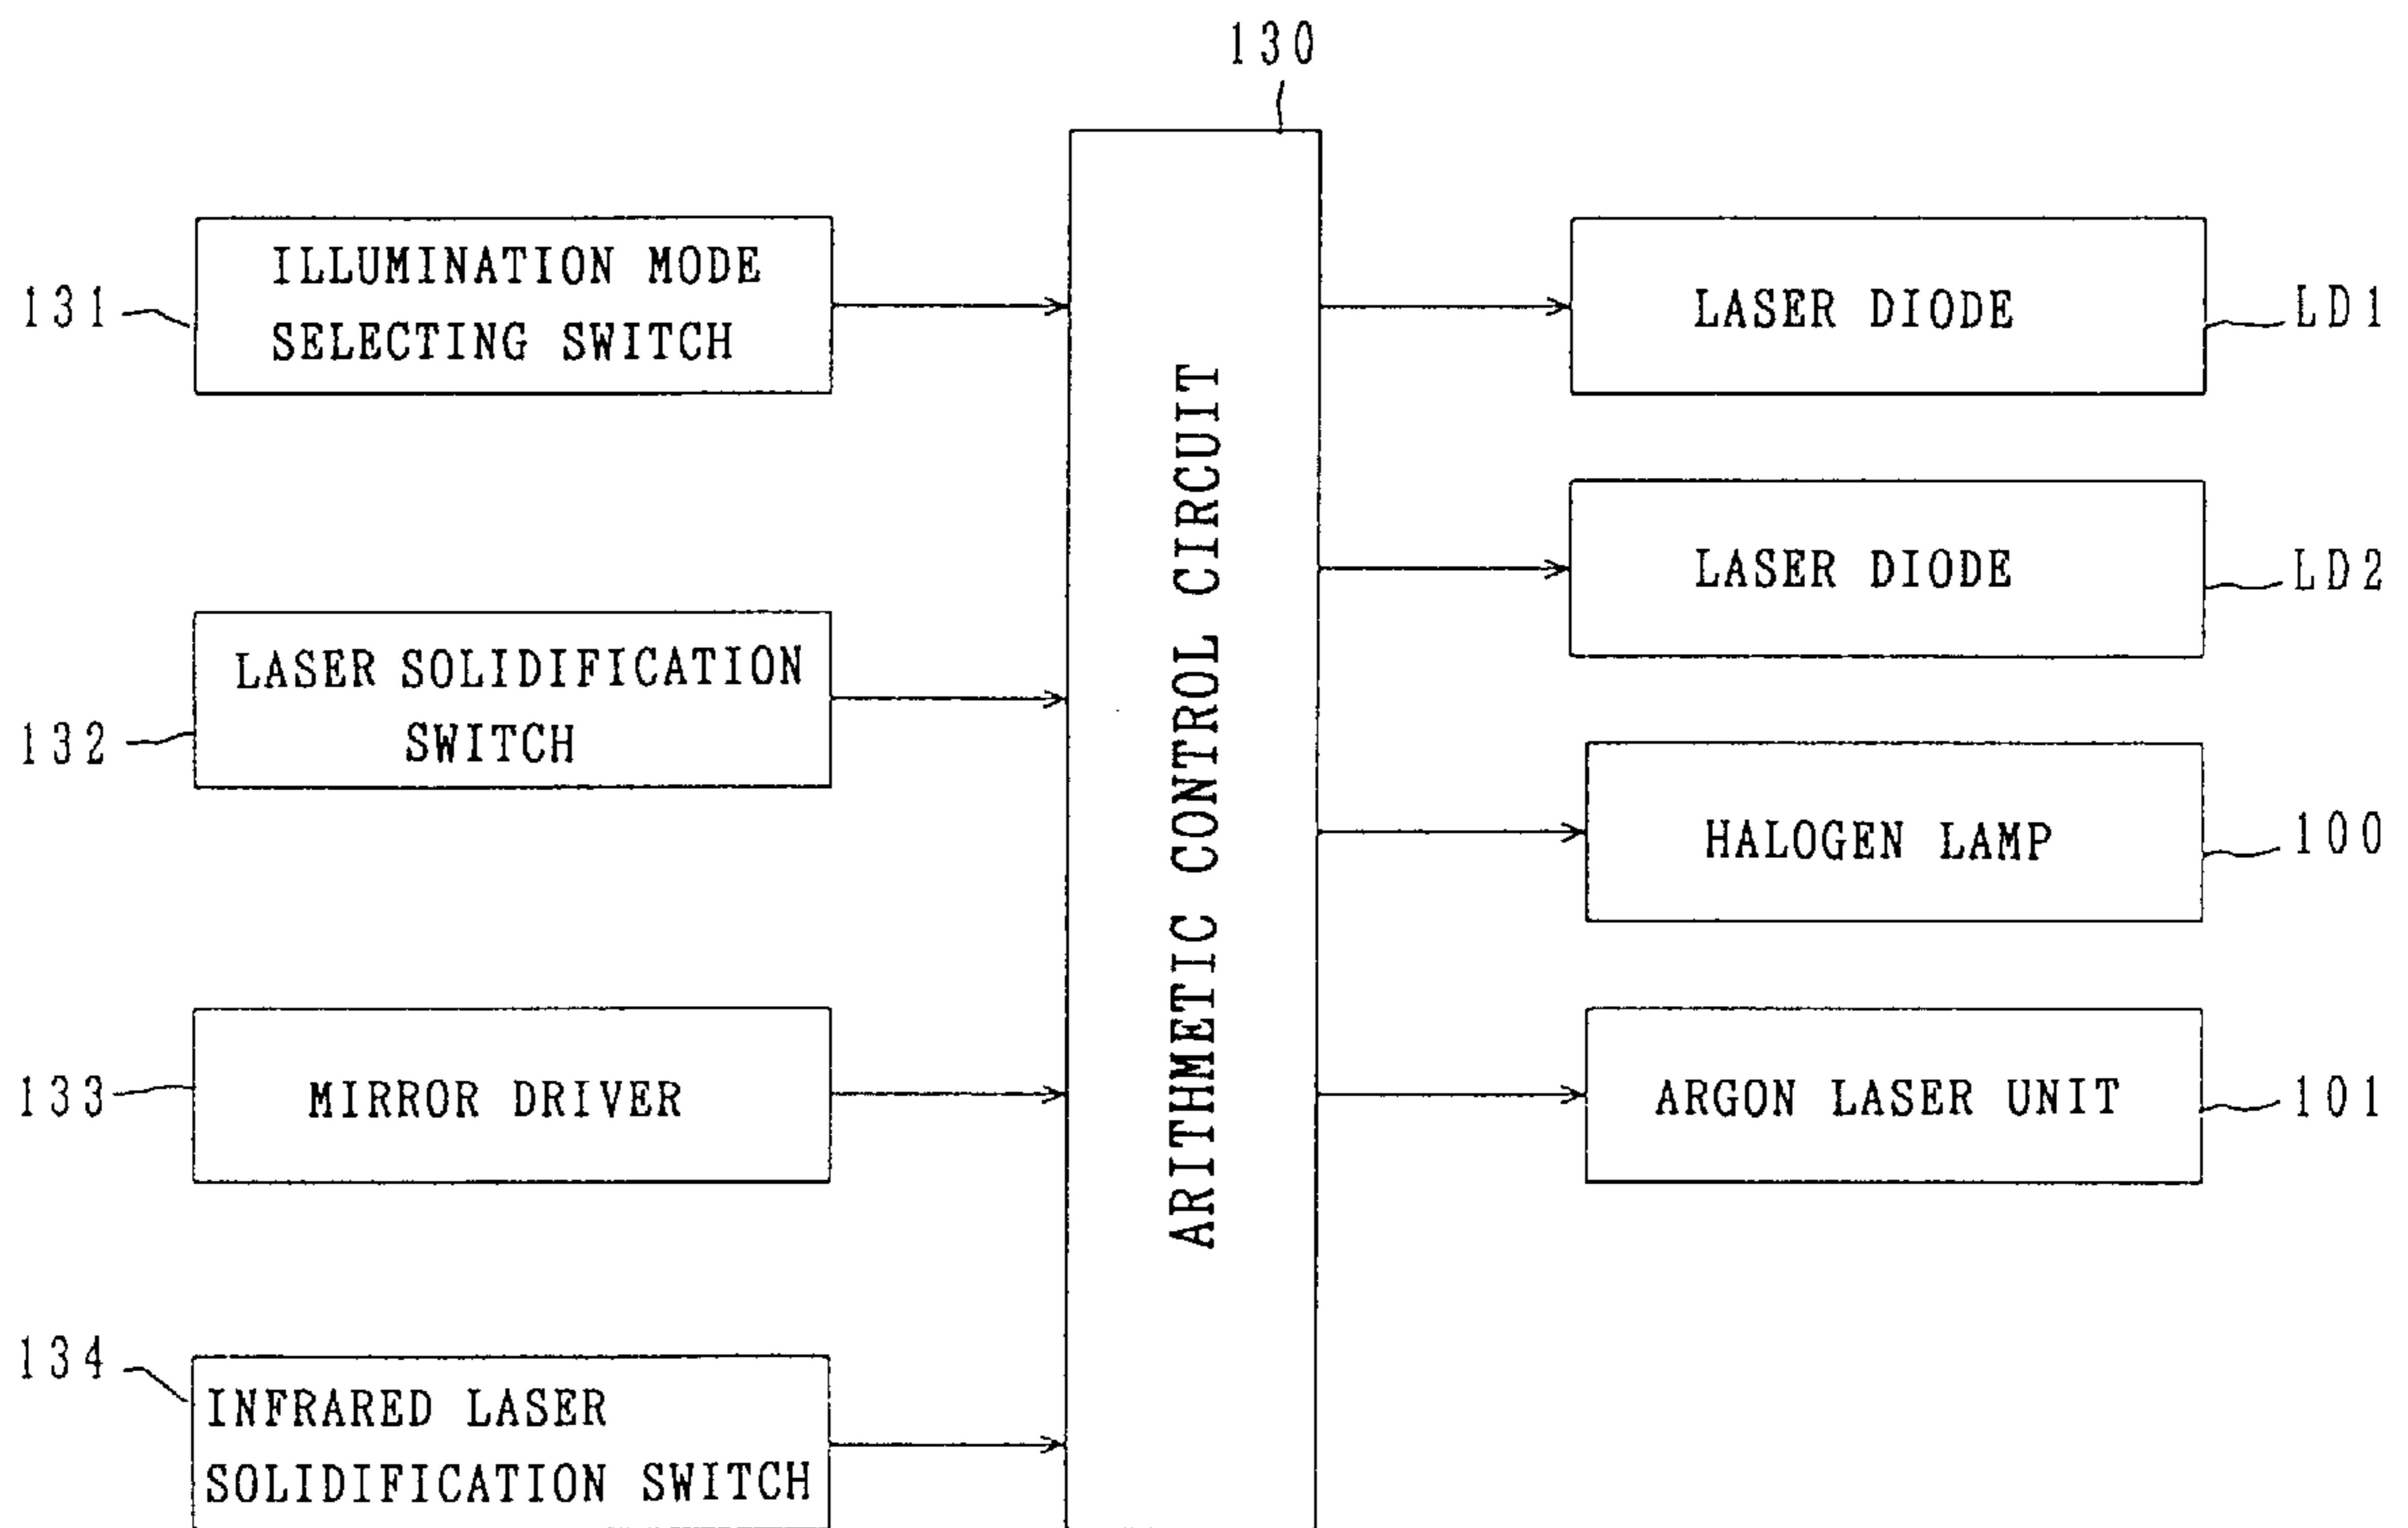 130
131
ILLUMINATION MODE
SELECTING SWITCH
132
LASER SOLIDIFICATION
SWITCH
133
MIRROR DRIVER
134
INFRARED LASER
SOLIDIFICATION SWITCH
ARITHMETIC CONTROL CIRCUIT
LASER DIODE
LD1
LASER DIODE
LD2
HALOGEN LAMP
100
ARGON LASER UNIT
101